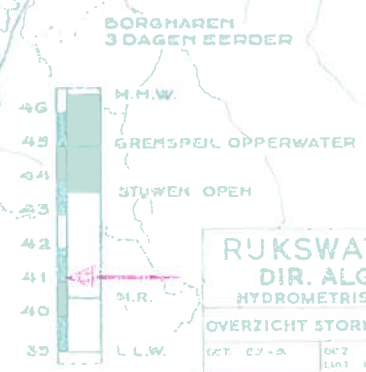 BORGHAREN
3 DAGEN EERDER
H.H.W.
46
45
GRENSPEIL OPPERWATER
44
STUWEN OPEN
43
42
41
M.R.
40
39
L.L.W.
RIJKSWA
DIR. ALG
HYDROMETRIS
OVERZICHT STOR